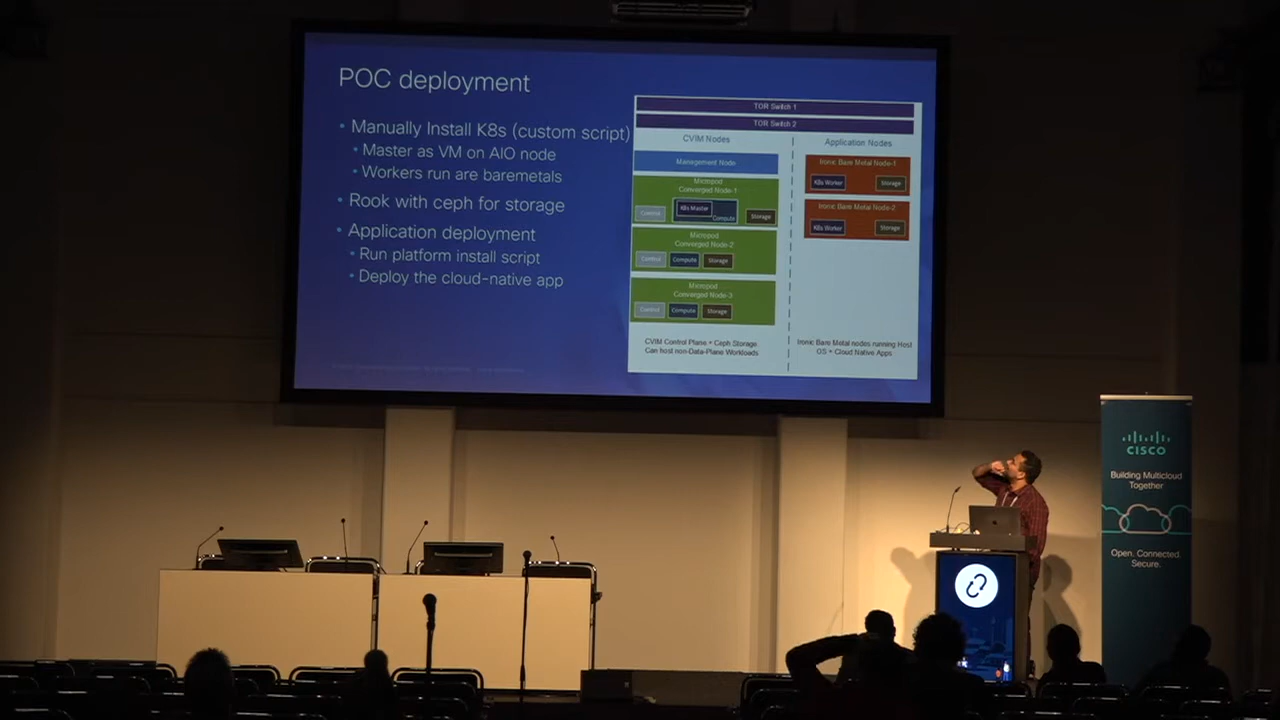 POC deployment
• Manually Install K8s (custom script)
• Master as VM on AIO node
• Workers run are baremetals
• Rook with ceph for storage
• Application deployment
• Run platform install script
• Deploy the cloud-native app
TOR Switch 1
TOR Switch 2
CVIM Nodes
Application Nodes
Management Node
Micropod
Converged Node-1
Control
K8s Master
Compute
Storage
Micropod
Converged Node-2
Control
Compute
Storage
Micropod
Converged Node-3
Control
Compute
Storage
CVIM Control Plane + Ceph Storage
Can host non-Data-Plane Workloads
Ironic Bare Metal Node-1
K8s Worker
Storage
Ironic Bare Metal Node-2
K8s Worker
Storage
Ironic Bare Metal nodes running Host
OS + Cloud Native Apps
CISCO
Building Multicloud
Together
Open. Connected.
Secure.